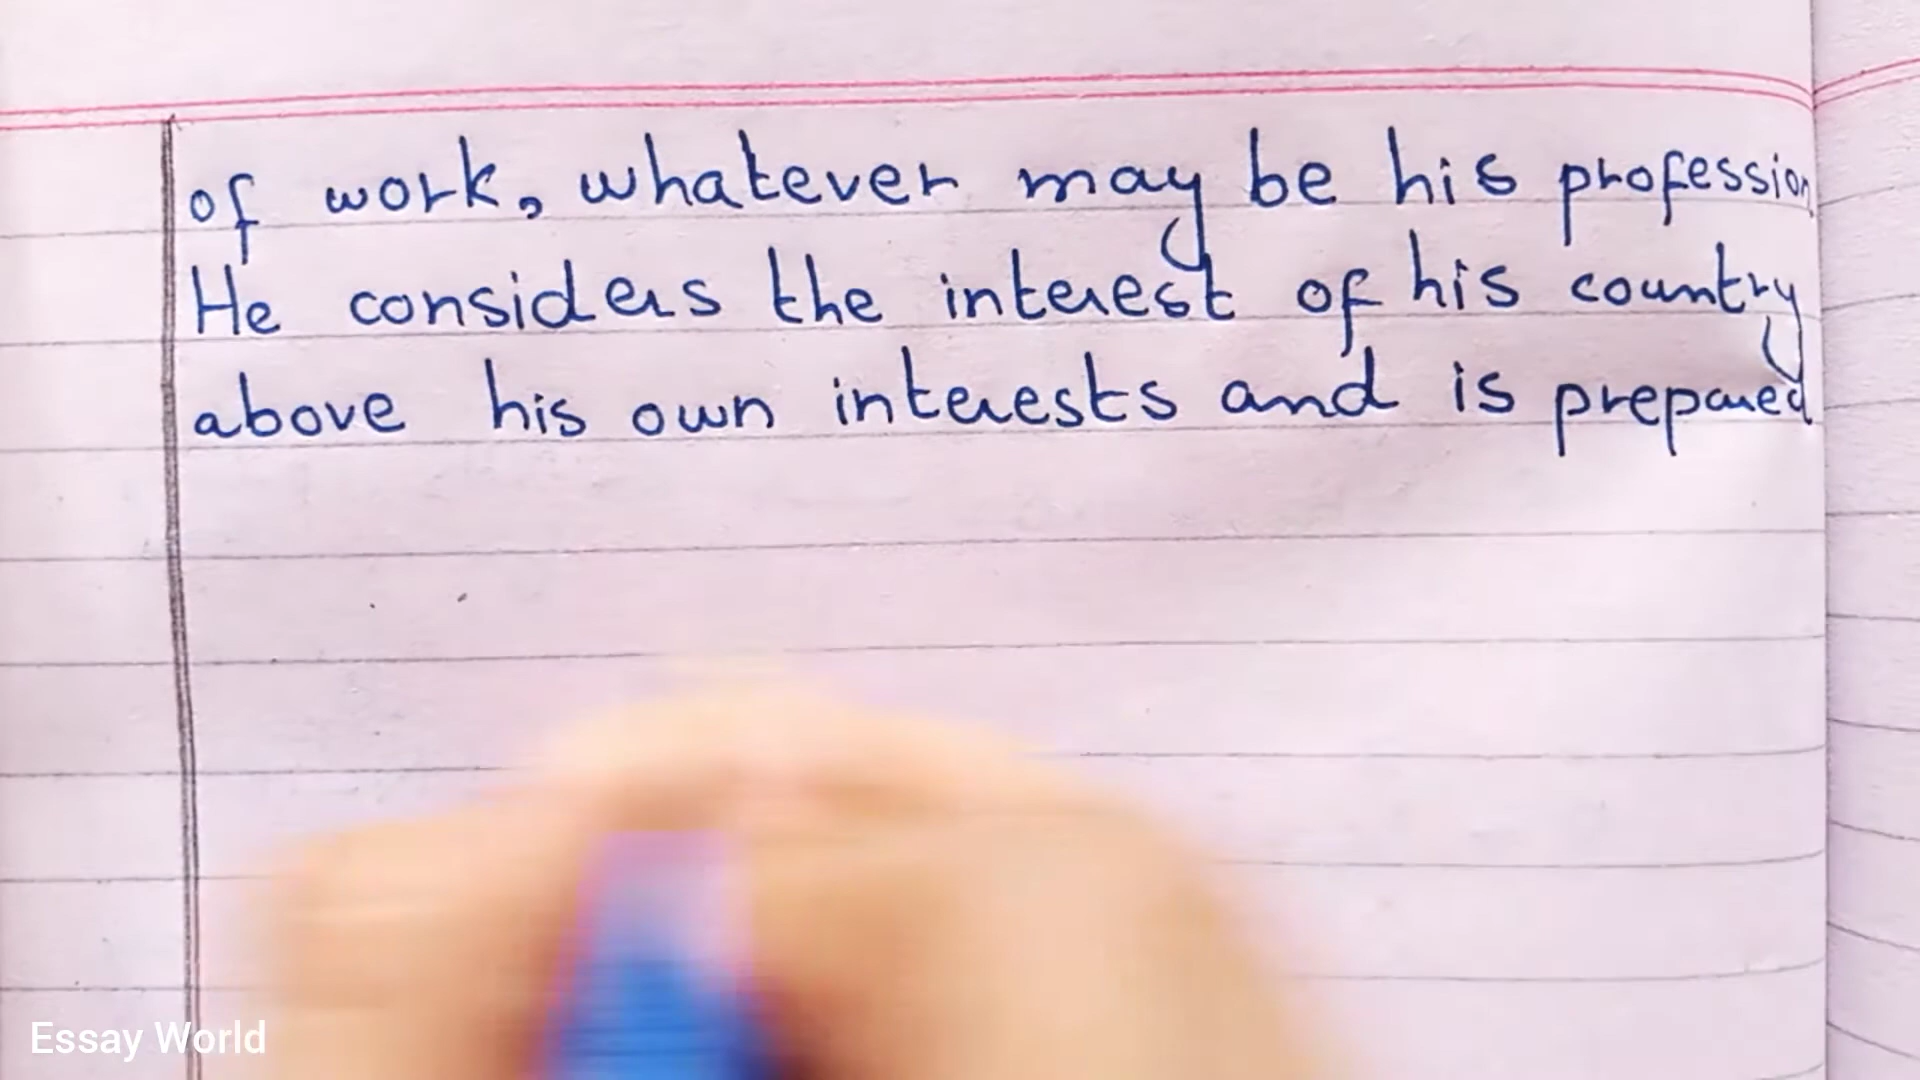 of work, whatever may be his profession.
He considers the interest of his country
above his own interests and is prepared
Essay World